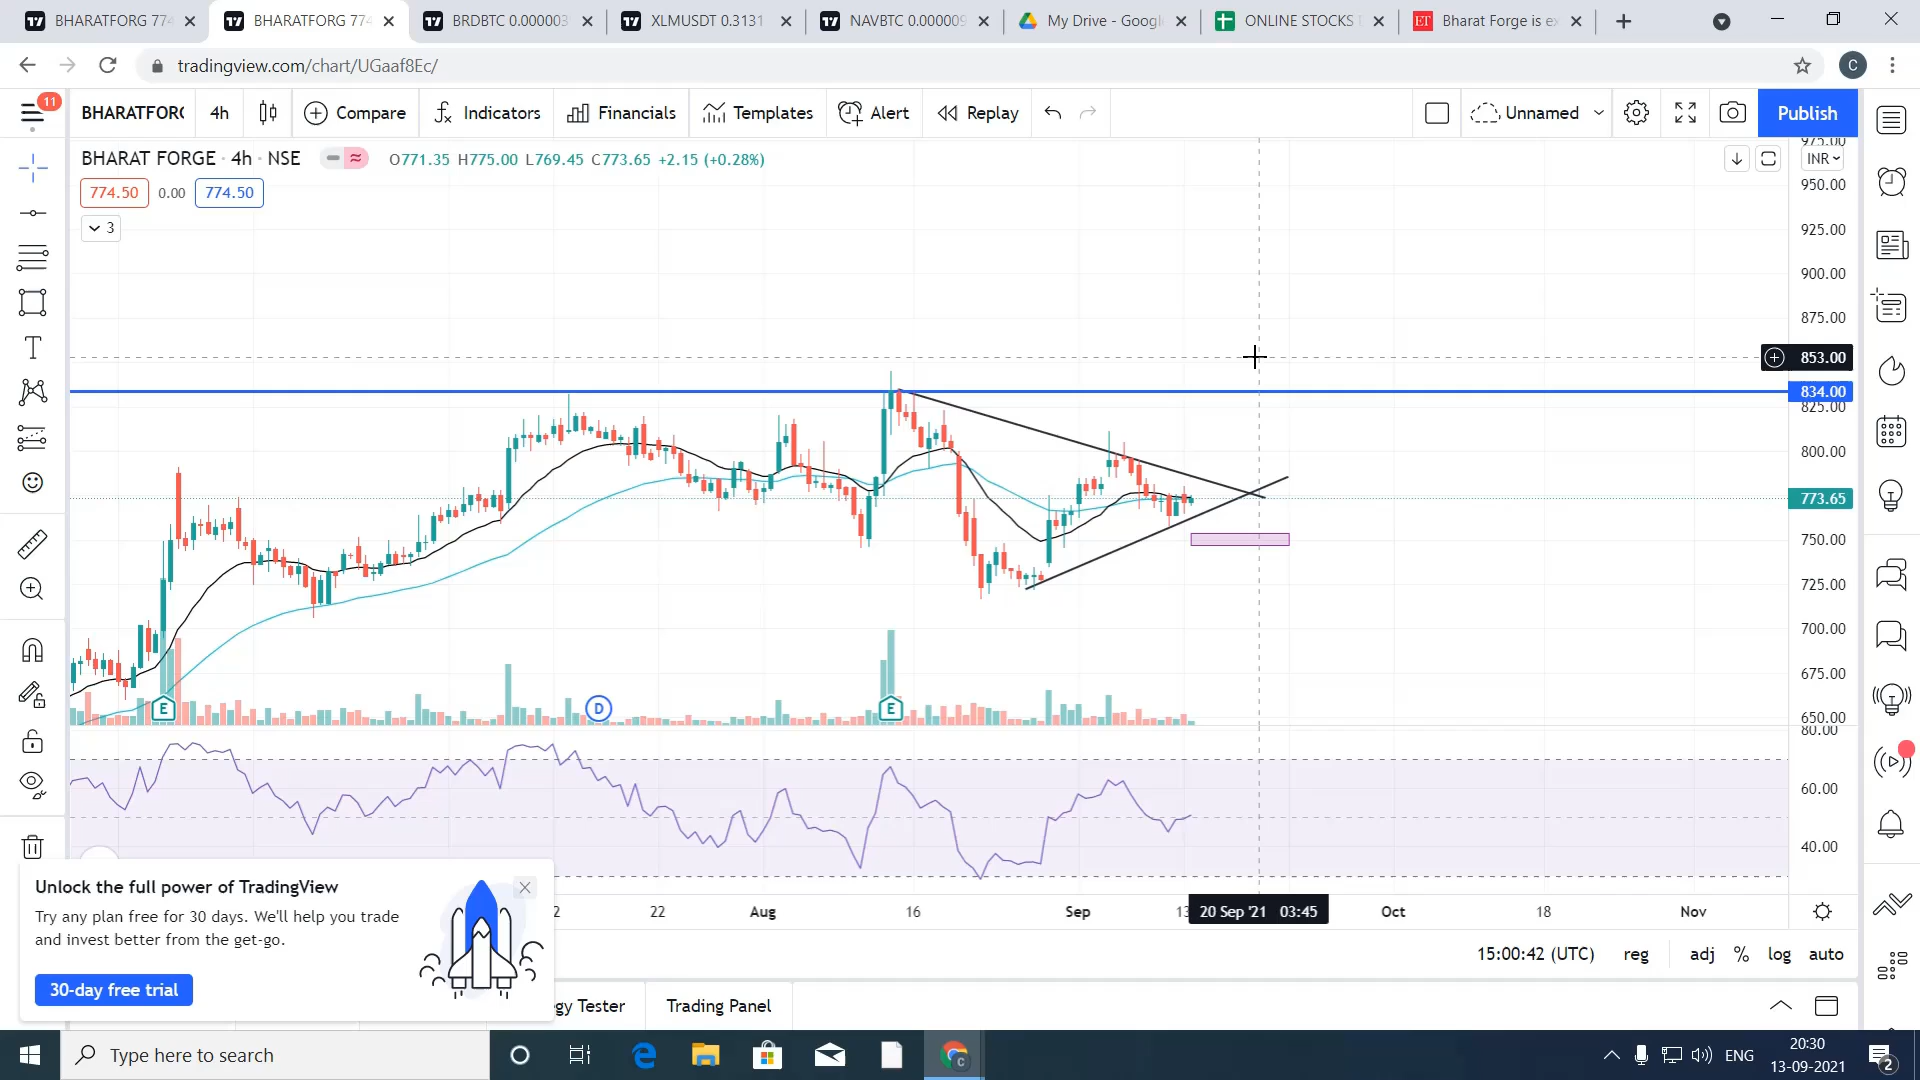 BHARATFORG 774
BHARATFORG 774
BRDBTC 0.000003
XLMUSDT 0.3131
NAVBTC 0.000009
My Drive - Googl
ONLINE STOCKS
Bharat Forge is ex
tradingview.com/chart/UGaaf8Ec/
C
11
BHARATFORG
4h
Compare
Indicators
Financials
Templates
Alert
Replay
Unnamed
Publish
BHARAT FORGE · 4h · NSE
O771.35 H775.00 L769.45 C773.65 +2.15 (+0.28%)
774.50
0.00
774.50
3
975.00
INR
950.00
925.00
900.00
875.00
853.00
834.00
825.00
800.00
773.65
750.00
725.00
700.00
675.00
650.00
E
D
E
80.00
60.00
40.00
2
22
Aug
16
Sep
13
20 Sep '21 03:45
Oct
18
Nov
Unlock the full power of TradingView
Try any plan free for 30 days. We'll help you trade
and invest better from the get-go.
30-day free trial
15:00:42 (UTC)
reg
adj
%
log
auto
gy Tester
Trading Panel
Type here to search
ENG
20:30
13-09-2021
2